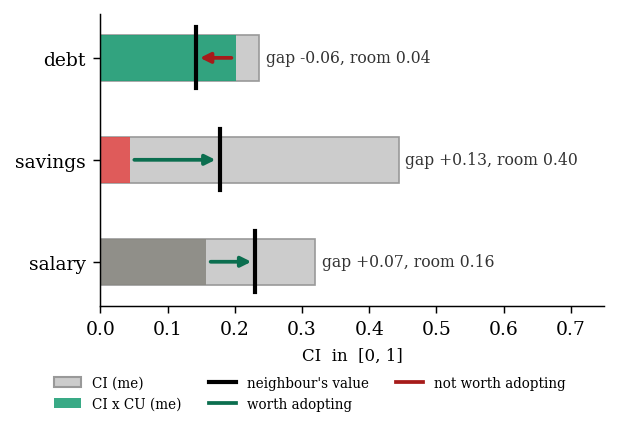 debt
gap -0.06, room 0.04
savings
gap +0.13, room 0.40
salary
gap +0.07, room 0.16
0.0 0.1 0.2 0.3 0.4 0.5 0.6 0.7
CI in [0, 1]
CI (me) neighbour's value not worth adopting
CI x CU (me) worth adopting